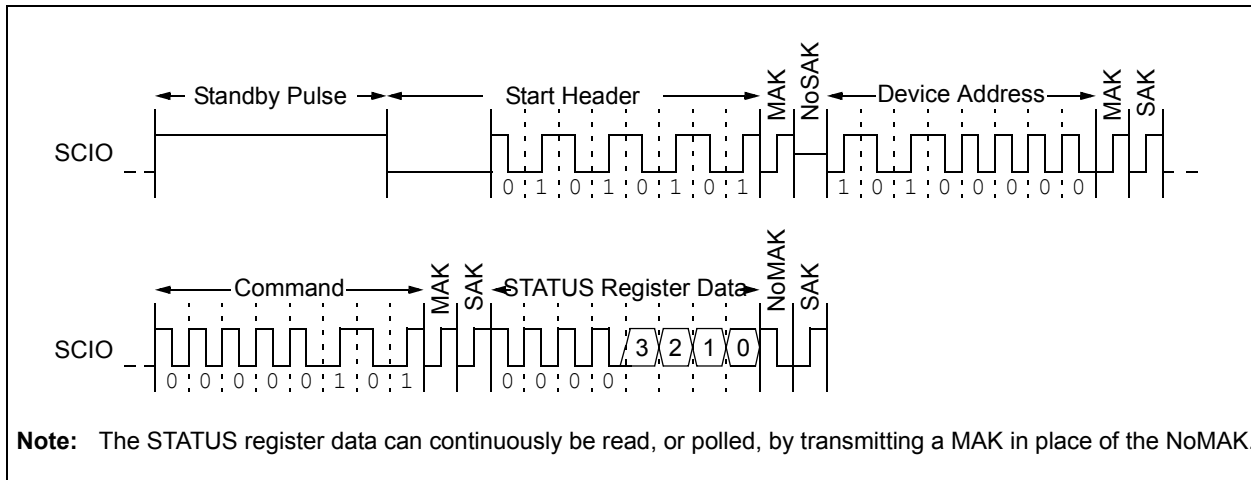 Standby Pulse Start Header MAK NoSAK Device Address MAK SAK
SCIO
0 1 0 1 0 1 0 1 1 0 1 0 0 0 0 0
Command MAK SAK STATUS Register Data NoMAK SAK
SCIO
3 2 1 0
0 0 0 0 0 1 0 1 0 0 0 0
Note: The STATUS register data can continuously be read, or polled, by transmitting a MAK in place of the NoMAK.